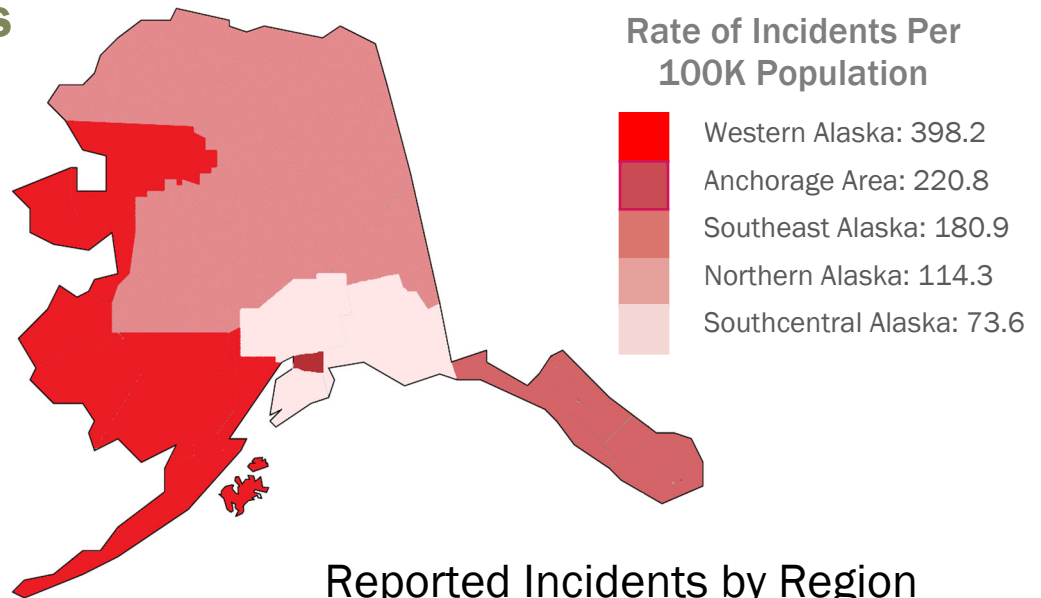 s
Rate of Incidents Per
100K Population
Western Alaska: 398.2
Anchorage Area: 220.8
Southeast Alaska: 180.9
Northern Alaska: 114.3
Southcentral Alaska: 73.6
Reported Incidents by Region